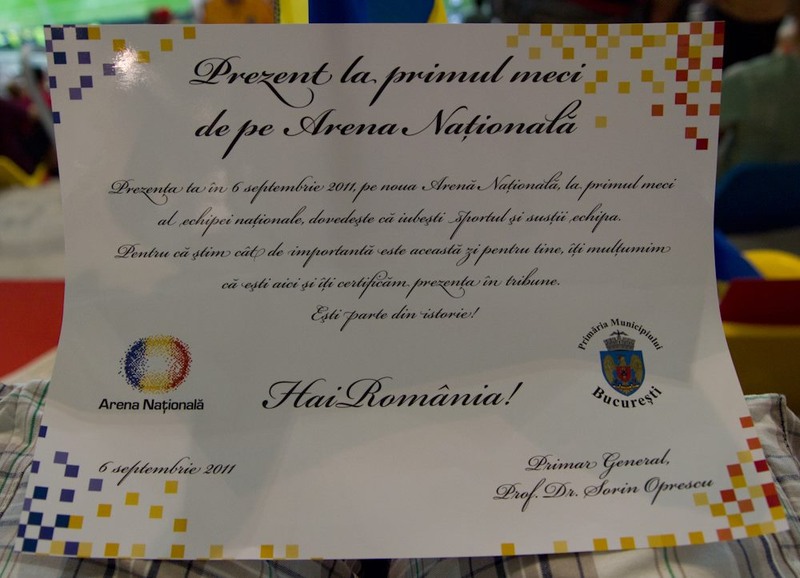 Prezent la primul meci
de pe Arena Națională
Prezența ta în 6 septembrie 2011, pe noua Arenă Națională, la primul meci
al echipei naționale, dovedește că iubești sportul și susții echipa.
Pentru că știm cât de importantă este această zi pentru tine, îți mulțumim
că ești aici și îți certificăm prezența în tribune.
Ești parte din istorie!
Arena Națională
Hai România!
Primăria Municipiului
București
6 septembrie 2011
Primar General,
Prof. Dr. Sorin Oprescu